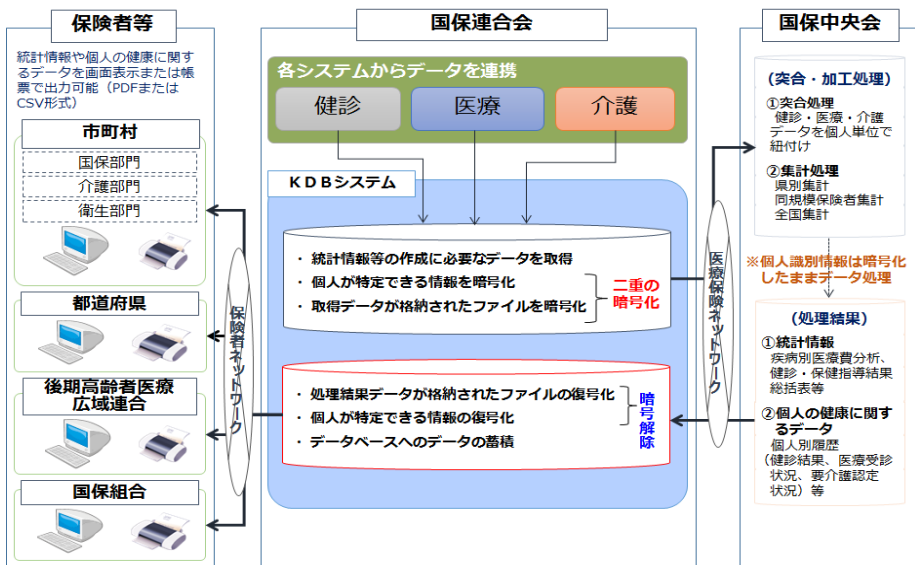 保険者等
統計情報や個人の健康に関す
るデータを画面表示または帳
票で出力可能（PDFまたは
CSV形式）
市町村
国保部門
介護部門
衛生部門
都道府県
後期高齢者医療
広域連合
国保組合
保険者ネットワーク
国保連合会
各システムからデータを連携
健診
医療
介護
KDBシステム
・ 統計情報等の作成に必要なデータを取得
・ 個人が特定できる情報を暗号化
・ 取得データが格納されたファイルを暗号化
二重の
暗号化
・ 処理結果データが格納されたファイルの復号化
・ 個人が特定できる情報の復号化
・ データベースへのデータの蓄積
暗号
解除
医療保険ネットワーク
国保中央会
（突合・加工処理）
①突合処理
健診・医療・介護
データを個人単位で
紐付け
②集計処理
県別集計
同規模保険者集計
全国集計
※個人識別情報は暗号化
したままデータ処理
（処理結果）
①統計情報
疾病別医療費分析、
健診・保健指導結果
総括表等
②個人の健康に関す
るデータ
個人別履歴
（健診結果、医療受診
状況、要介護認定
状況）等